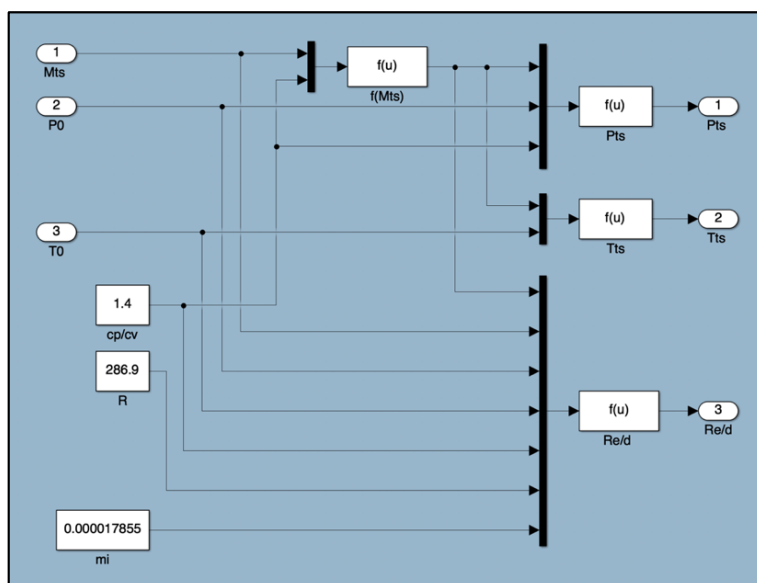 1
Mts
f(u)
f(Mts)
2
P0
f(u)
Pts
1
Pts
3
T0
f(u)
Tts
2
Tts
1.4
cp/cv
286.9
R
f(u)
Re/d
3
Re/d
0.000017855
mi